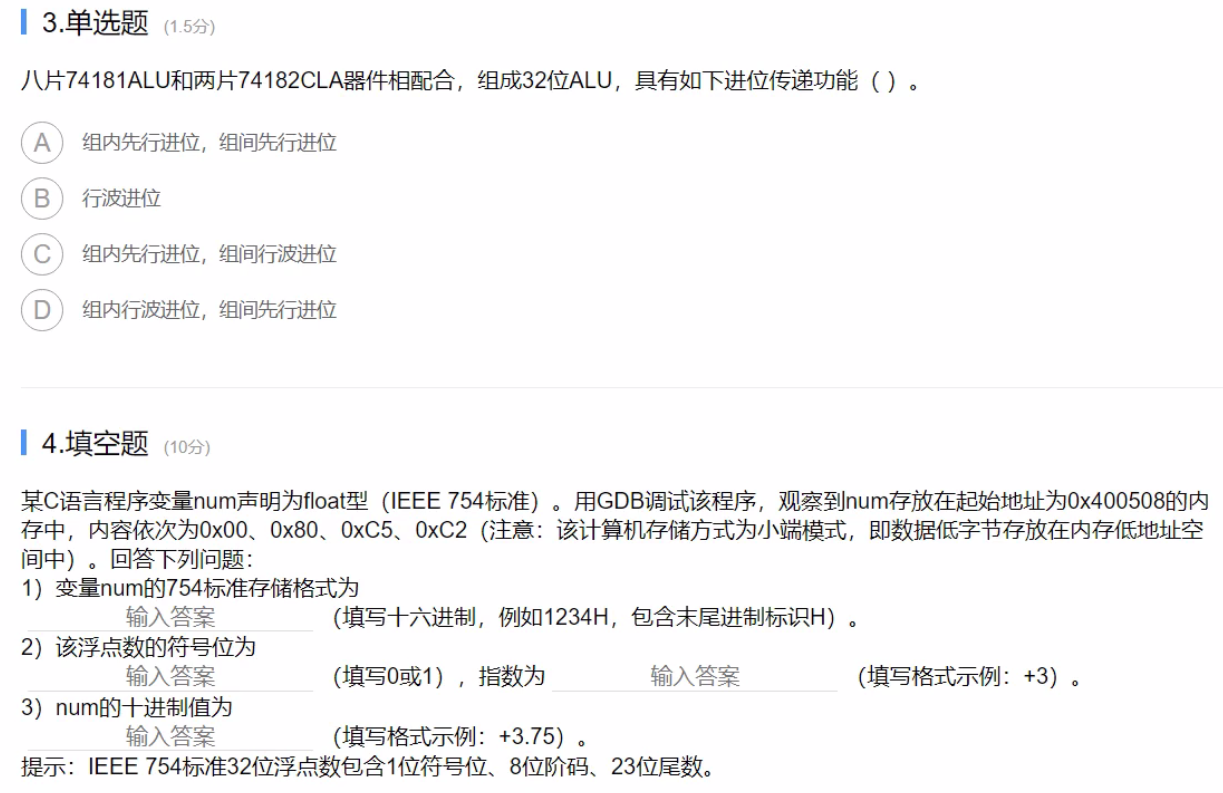 3.单选题 (1.5分)
八片74181ALU和两片74182CLA器件相配合，组成32位ALU，具有如下进位传递功能（ ）。
A 组内先行进位，组间先行进位
B 行波进位
C 组内先行进位，组间行波进位
D 组内行波进位，组间先行进位
4.填空题 (10分)
某C语言程序变量num声明为float型（IEEE 754标准）。用GDB调试该程序，观察到num存放在起始地址为0x400508的内
存中，内容依次为0x00、0x80、0xC5、0xC2（注意：该计算机存储方式为小端模式，即数据低字节存放在内存低地址空
间中）。回答下列问题：
1）变量num的754标准存储格式为
输入答案 （填写十六进制，例如1234H，包含末尾进制标识H）。
2）该浮点数的符号位为
输入答案 （填写0或1），指数为 输入答案 （填写格式示例：+3）。
3）num的十进制值为
输入答案 （填写格式示例：+3.75）。
提示：IEEE 754标准32位浮点数包含1位符号位、8位阶码、23位尾数。